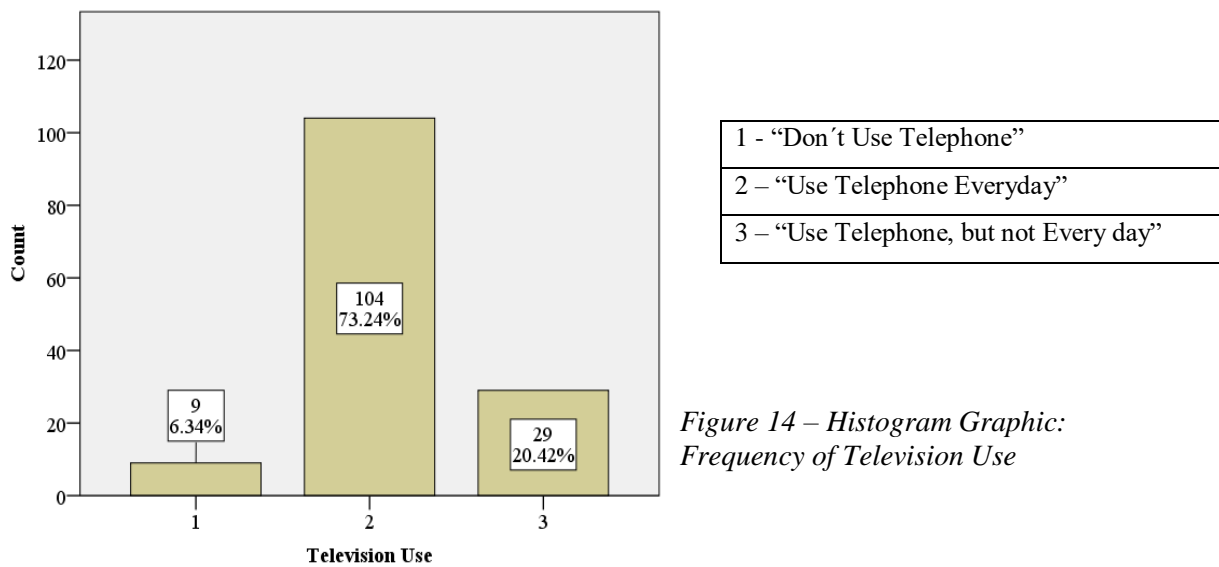 120
100
80
60
40
20
0
Count
9
6.34%
104
73.24%
29
20.42%
1
2
3
Television Use
1 - “Don´t Use Telephone”
2 – “Use Telephone Everyday”
3 – “Use Telephone, but not Every day”
Figure 14 – Histogram Graphic:
Frequency of Television Use